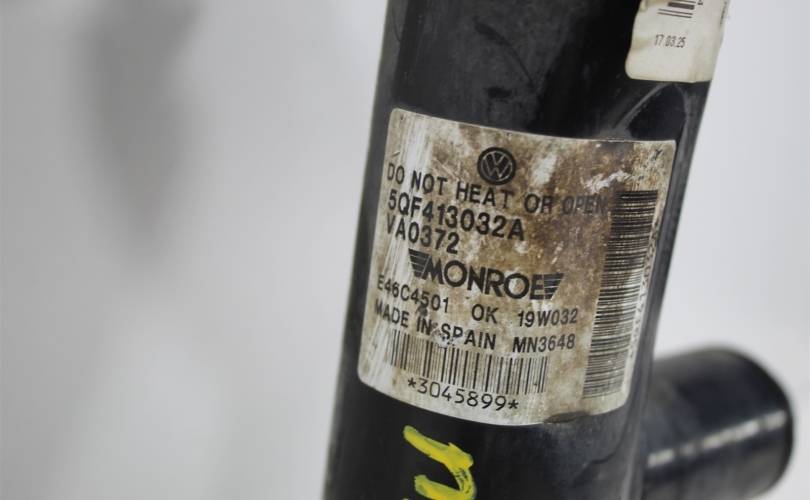 17.03.25
DO NOT HEAT OR OPEN
5QF413032A
VA0372
MONROE
E46C4501 OK 19W032
MADE IN SPAIN MN3648
*3045899*